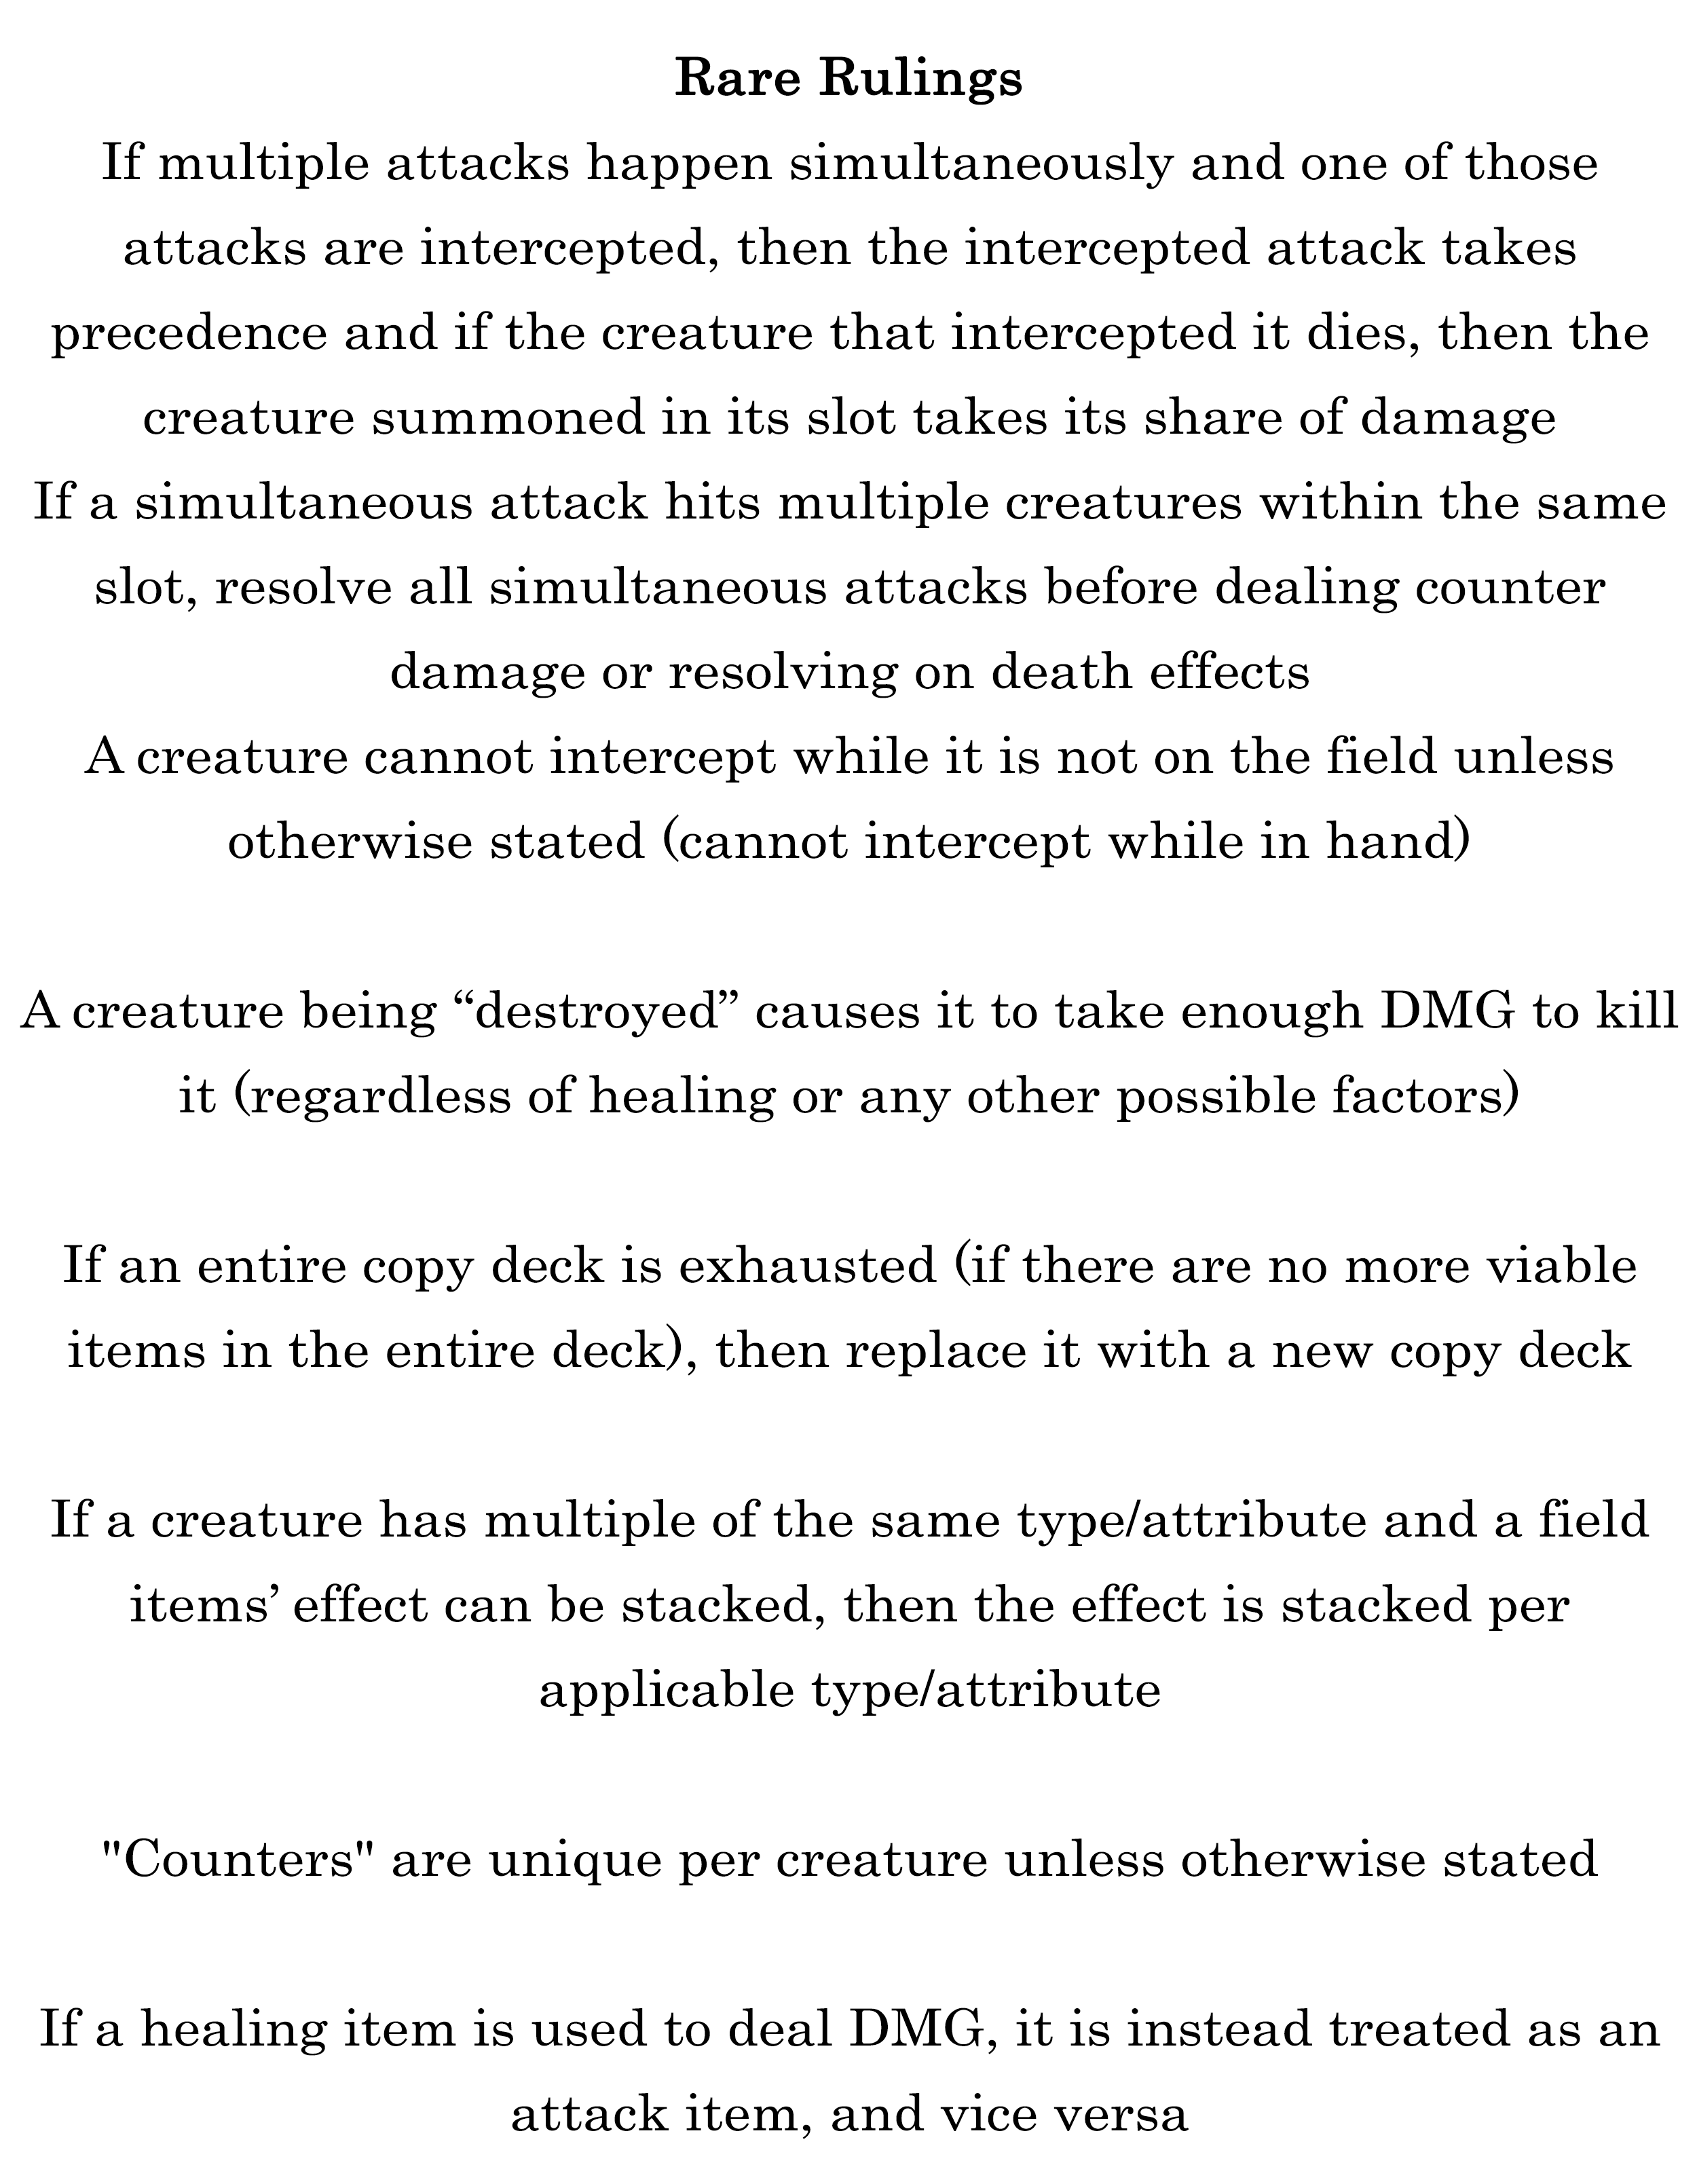 Rare Rulings
If multiple attacks happen simultaneously and one of those
attacks are intercepted, then the intercepted attack takes
precedence and if the creature that intercepted it dies, then the
creature summoned in its slot takes its share of damage
If a simultaneous attack hits multiple creatures within the same
slot, resolve all simultaneous attacks before dealing counter
damage or resolving on death effects
A creature cannot intercept while it is not on the field unless
otherwise stated (cannot intercept while in hand)
A creature being “destroyed” causes it to take enough DMG to kill
it (regardless of healing or any other possible factors)
If an entire copy deck is exhausted (if there are no more viable
items in the entire deck), then replace it with a new copy deck
If a creature has multiple of the same type/attribute and a field
items’ effect can be stacked, then the effect is stacked per
applicable type/attribute
"Counters" are unique per creature unless otherwise stated
If a healing item is used to deal DMG, it is instead treated as an
attack item, and vice versa